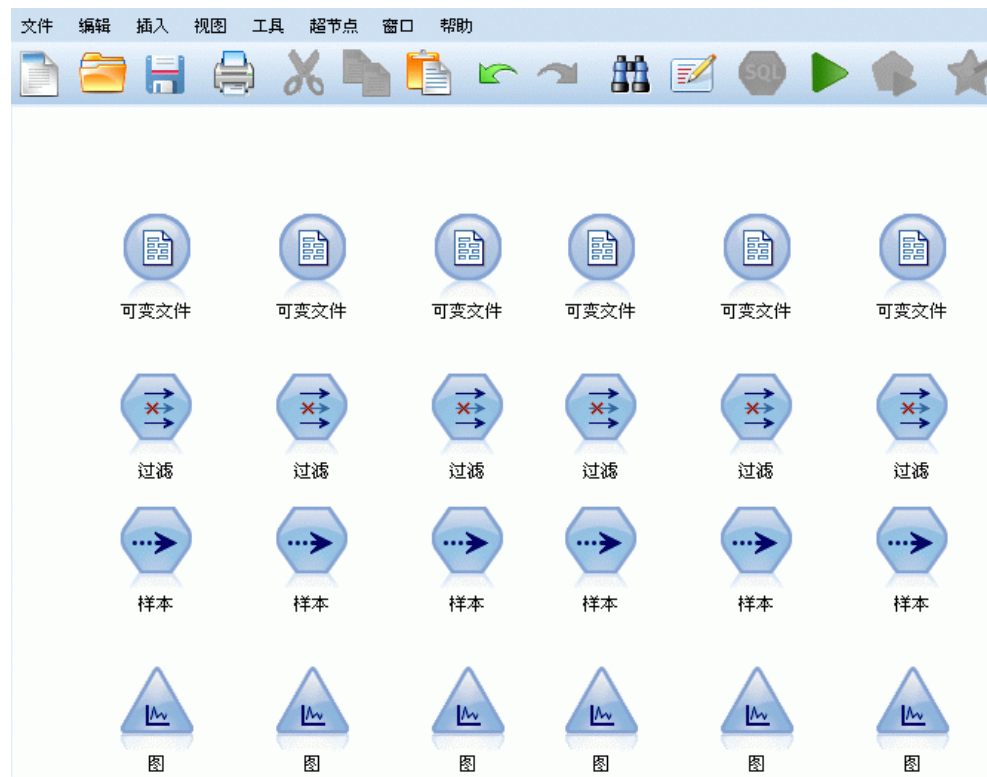 文件 编辑 插入 视图 工具 超节点 窗口 帮助
SQL
可变文件 可变文件 可变文件 可变文件 可变文件 可变文件
过滤 过滤 过滤 过滤 过滤 过滤
样本 样本 样本 样本 样本 样本
图 图 图 图 图 图